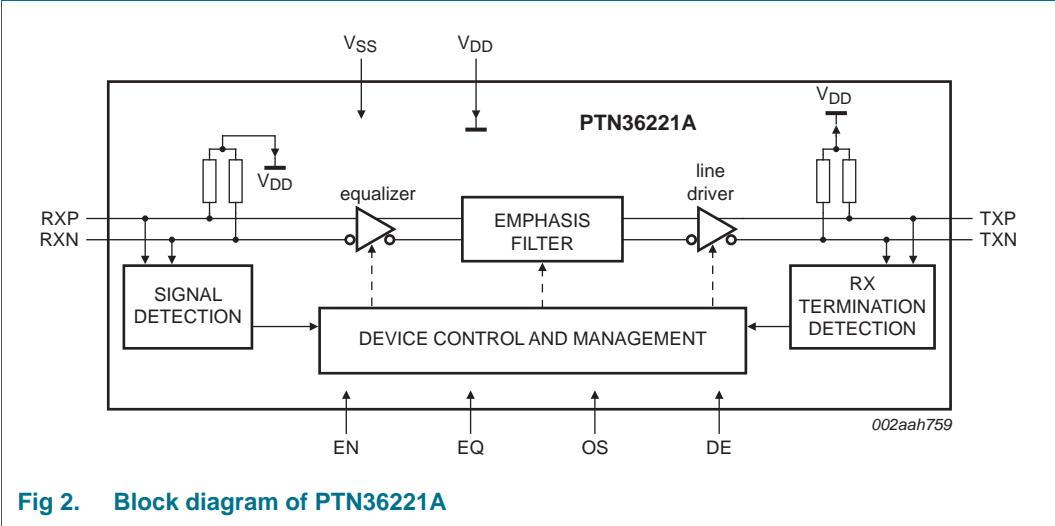 VSS
VDD
PTN36221A
VDD
VDD
equalizer
line
driver
RXP
RXN
EMPHASIS
FILTER
TXP
TXN
SIGNAL
DETECTION
RX
TERMINATION
DETECTION
DEVICE CONTROL AND MANAGEMENT
EN
EQ
OS
DE
002aah759
Fig 2. Block diagram of PTN36221A